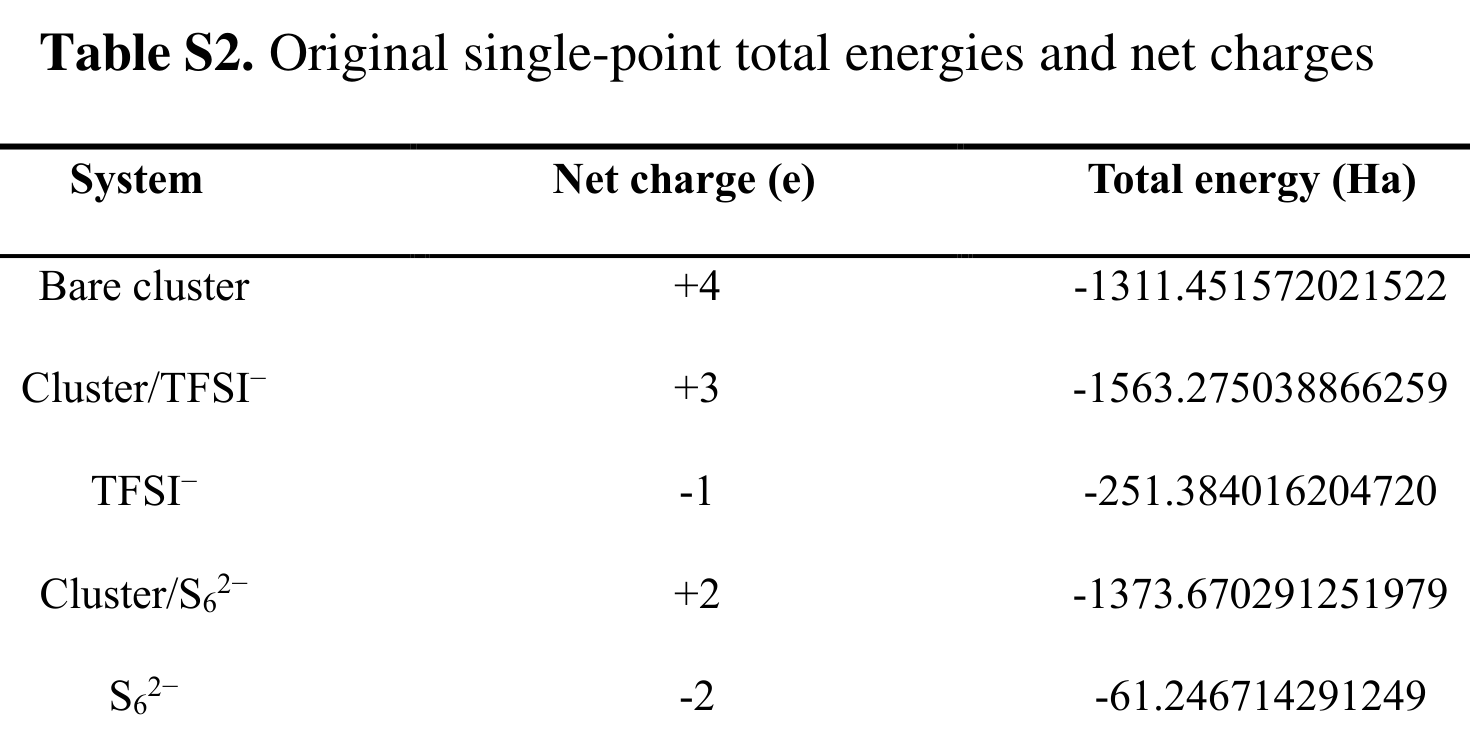 Table S2. Original single-point total energies and net charges
System Net charge (e) Total energy (Ha)
Bare cluster +4 -1311.451572021522
Cluster/TFSI⁻ +3 -1563.275038866259
TFSI⁻ -1 -251.384016204720
Cluster/S₆²⁻ +2 -1373.670291251979
S₆²⁻ -2 -61.246714291249